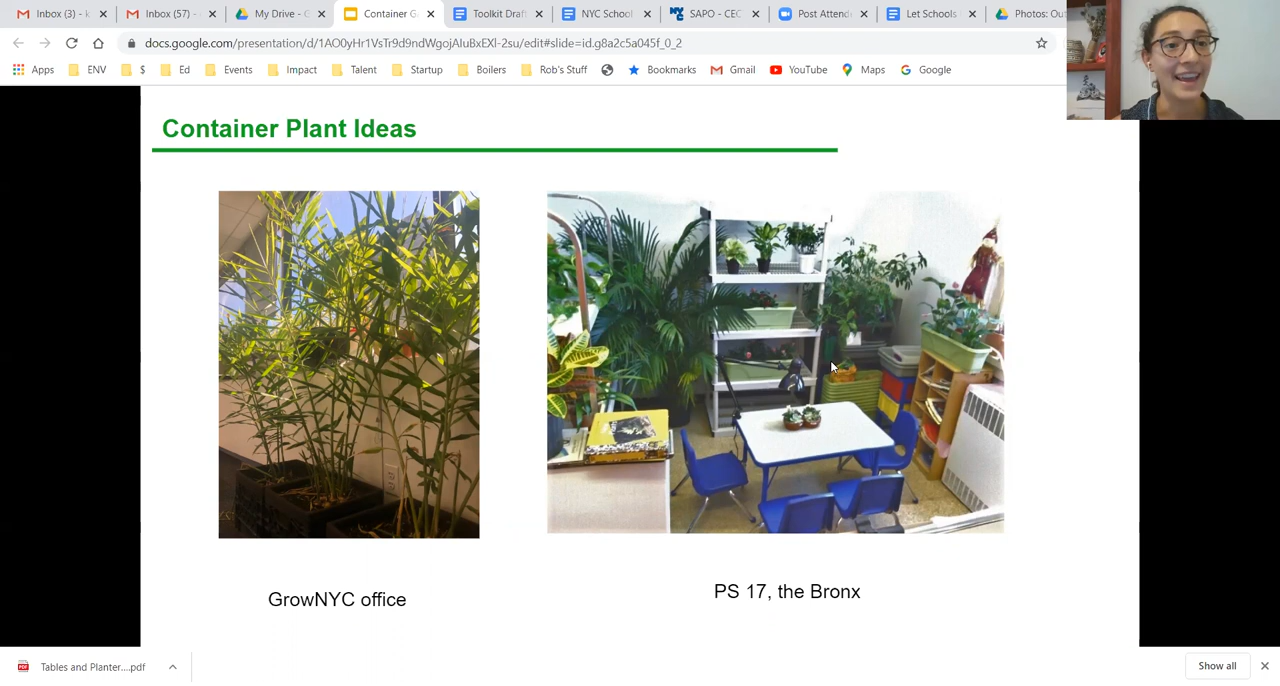 Inbox (3) - k
Inbox (57) -
My Drive - G
Container G
Toolkit Draf
NYC School
SAPO - CEC
Post Attend
Let Schools
Photos: Out
docs.google.com/presentation/d/1AO0yHr1VsTr9d9ndWgojAIuBxEXl-2su/edit#slide=id.g8a2c5a045f_0_2
Apps
ENV
$
Ed
Events
Impact
Talent
Startup
Boilers
Rob's Stuff
Bookmarks
Gmail
YouTube
Maps
Google
Container Plant Ideas
GrowNYC office
PS 17, the Bronx
Tables and Planter....pdf
Show all